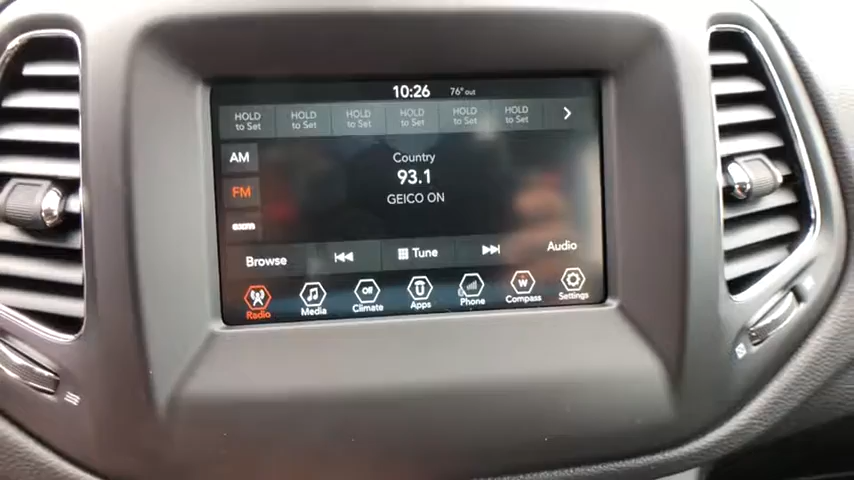 10:26 76° out
HOLD to Set
HOLD to Set
HOLD to Set
HOLD to Set
HOLD to Set
HOLD to Set
AM
FM
sxm
Country
93.1
GEICO ON
Browse
Tune
Audio
Radio
Media
Off
Climate
Apps
Phone
W
Compass
Settings